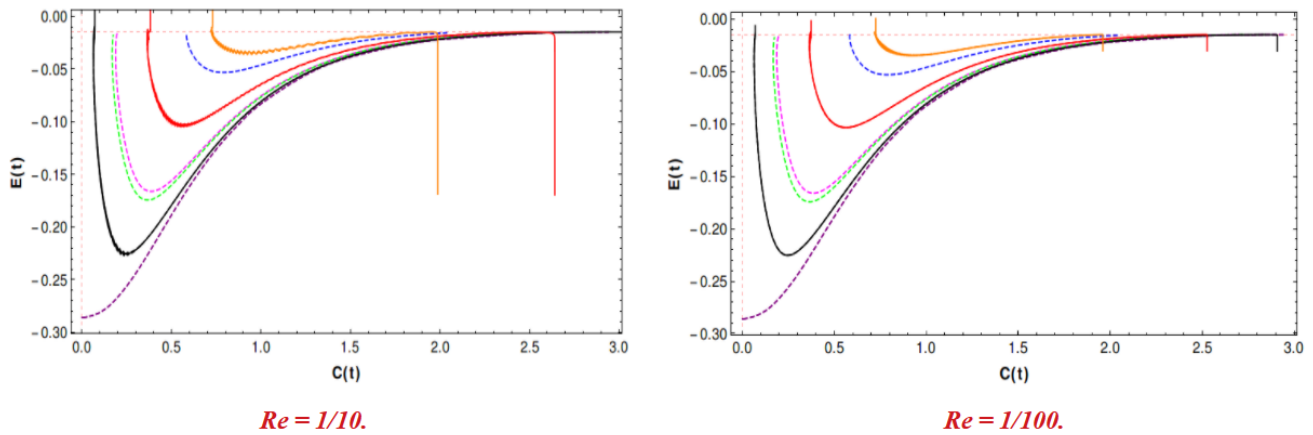 0.00 0.00
-0.05 -0.05
-0.10 -0.10
E(t) E(t)
-0.15 -0.15
-0.20 -0.20
-0.25 -0.25
-0.30 -0.30
0.0 0.5 1.0 1.5 2.0 2.5 3.0 0.0 0.5 1.0 1.5 2.0 2.5 3.0
C(t) C(t)
Re = 1/10. Re = 1/100.